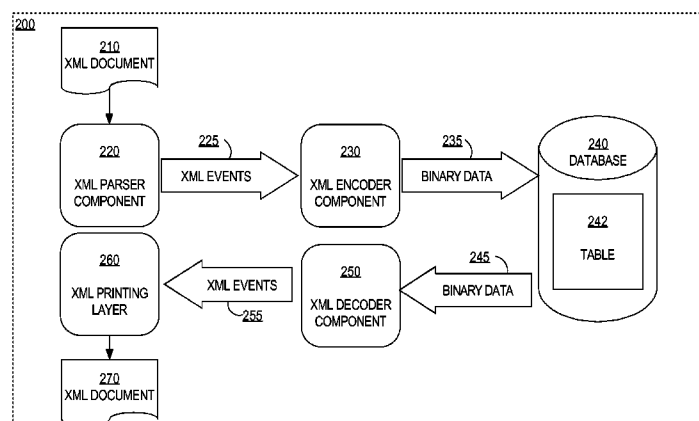 200
210
XML DOCUMENT
220
XML PARSER
COMPONENT
225
XML EVENTS
230
XML ENCODER
COMPONENT
235
BINARY DATA
240
DATABASE
242
TABLE
245
BINARY DATA
250
XML DECODER
COMPONENT
XML EVENTS
255
260
XML PRINTING
LAYER
270
XML DOCUMENT